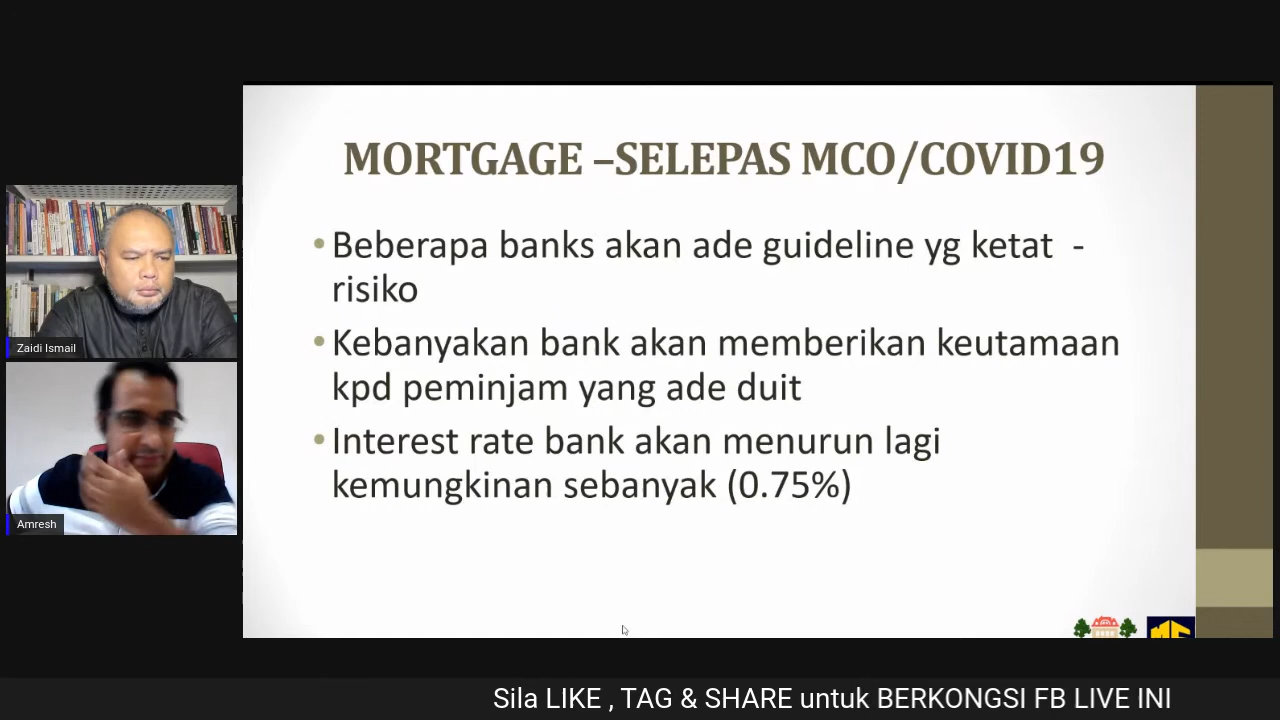 MORTGAGE –SELEPAS MCO/COVID19
• Beberapa banks akan ade guideline yg ketat -
risiko
• Kebanyakan bank akan memberikan keutamaan
kpd peminjam yang ade duit
• Interest rate bank akan menurun lagi
kemungkinan sebanyak (0.75%)
Zaidi Ismail
Amresh
Sila LIKE , TAG & SHARE untuk BERKONGSI FB LIVE INI